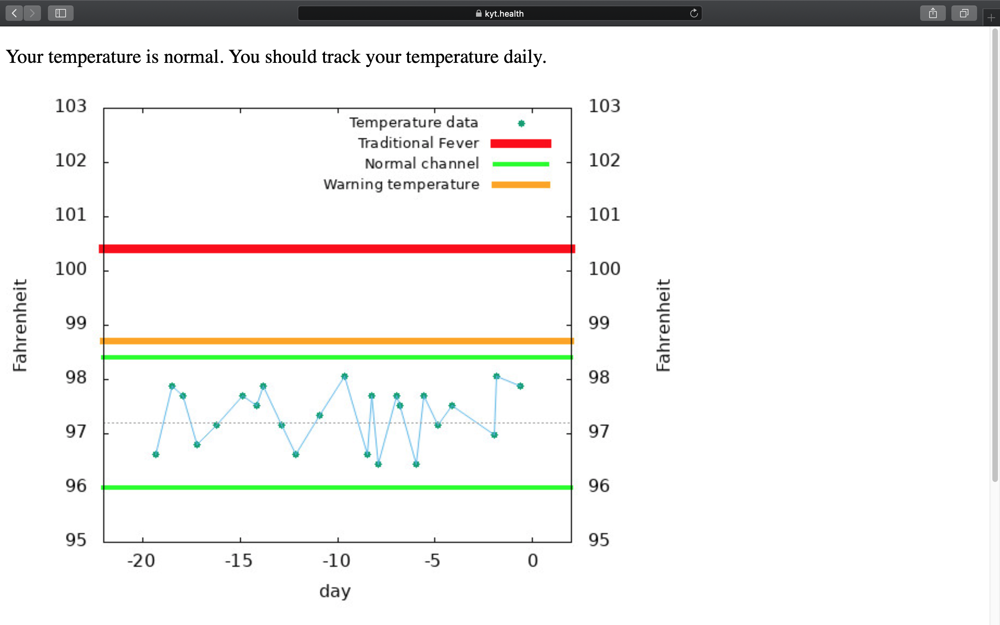 kyt.health
Your temperature is normal. You should track your temperature daily.
103 103
Temperature data
Traditional Fever
102 102
Normal channel
Warning temperature
101 101
100 100
Fahrenheit Fahrenheit
99 99
98 98
97 97
96 96
95 95
-20 -15 -10 -5 0
day